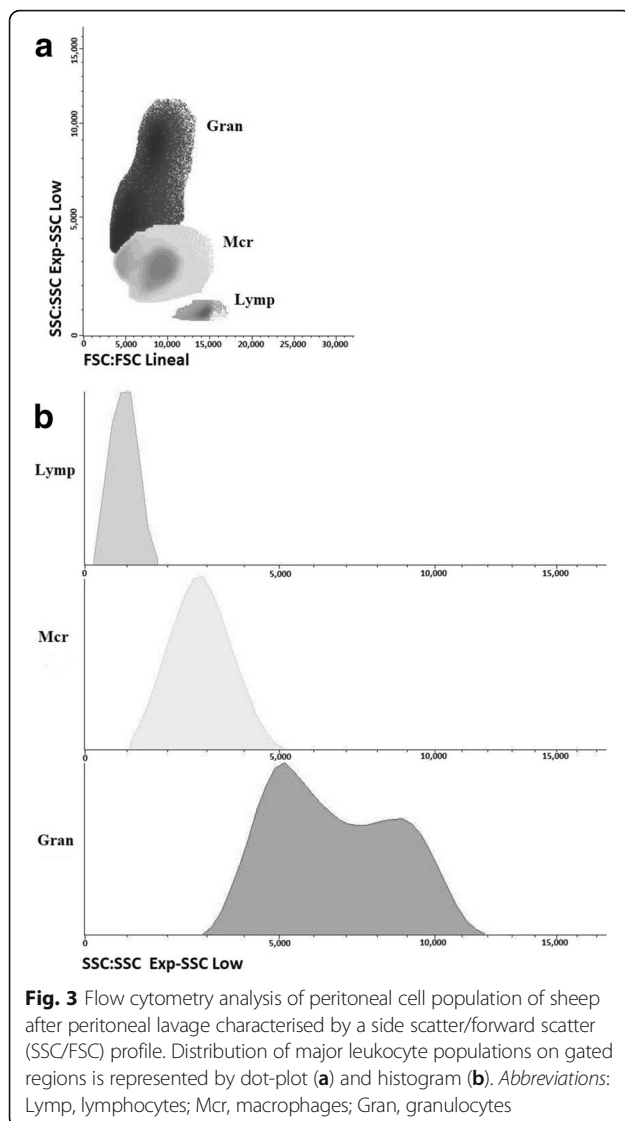 a
15,000
10,000
5,000
0
SSC:SSC Exp-SSC Low
Gran
Mcr
Lymp
0 5,000 10,000 15,000 20,000 25,000 30,000
FSC:FSC Lineal
b
Lymp
0 5,000 10,000 15,000
Mcr
0 5,000 10,000 15,000
Gran
0 5,000 10,000 15,000
SSC:SSC Exp-SSC Low
Fig. 3 Flow cytometry analysis of peritoneal cell population of sheep
after peritoneal lavage characterised by a side scatter/forward scatter
(SSC/FSC) profile. Distribution of major leukocyte populations on gated
regions is represented by dot-plot (a) and histogram (b). Abbreviations:
Lymp, lymphocytes; Mcr, macrophages; Gran, granulocytes